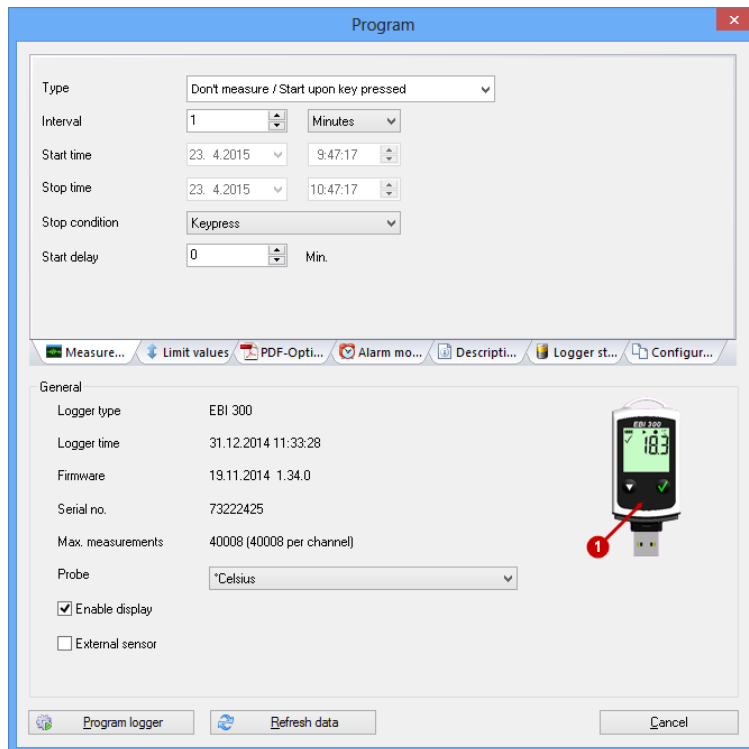 Program
Type Don't measure / Start upon key pressed
Interval 1 Minutes
Start time 23. 4.2015 9:47:17
Stop time 23. 4.2015 10:47:17
Stop condition Keypress
Start delay 0 Min.
Measure... Limit values PDF-Opti... Alarm mo... Descripti... Logger st... Configur...
General
Logger type EBI 300
Logger time 31.12.2014 11:33:28
Firmware 19.11.2014 1.34.0
Serial no. 73222425
Max. measurements 40008 (40008 per channel)
Probe °Celsius
Enable display
External sensor
EBI 300
18.3
1
Program logger Refresh data Cancel